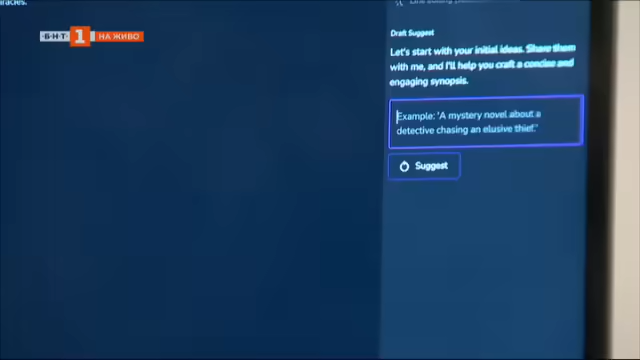 БНТ 1 НА ЖИВО
Draft Suggest
Let's start with your initial ideas. Share them
with me, and I'll help you craft a concise and
engaging synopsis.
Example: 'A mystery novel about a
detective chasing an elusive thief.'
Suggest